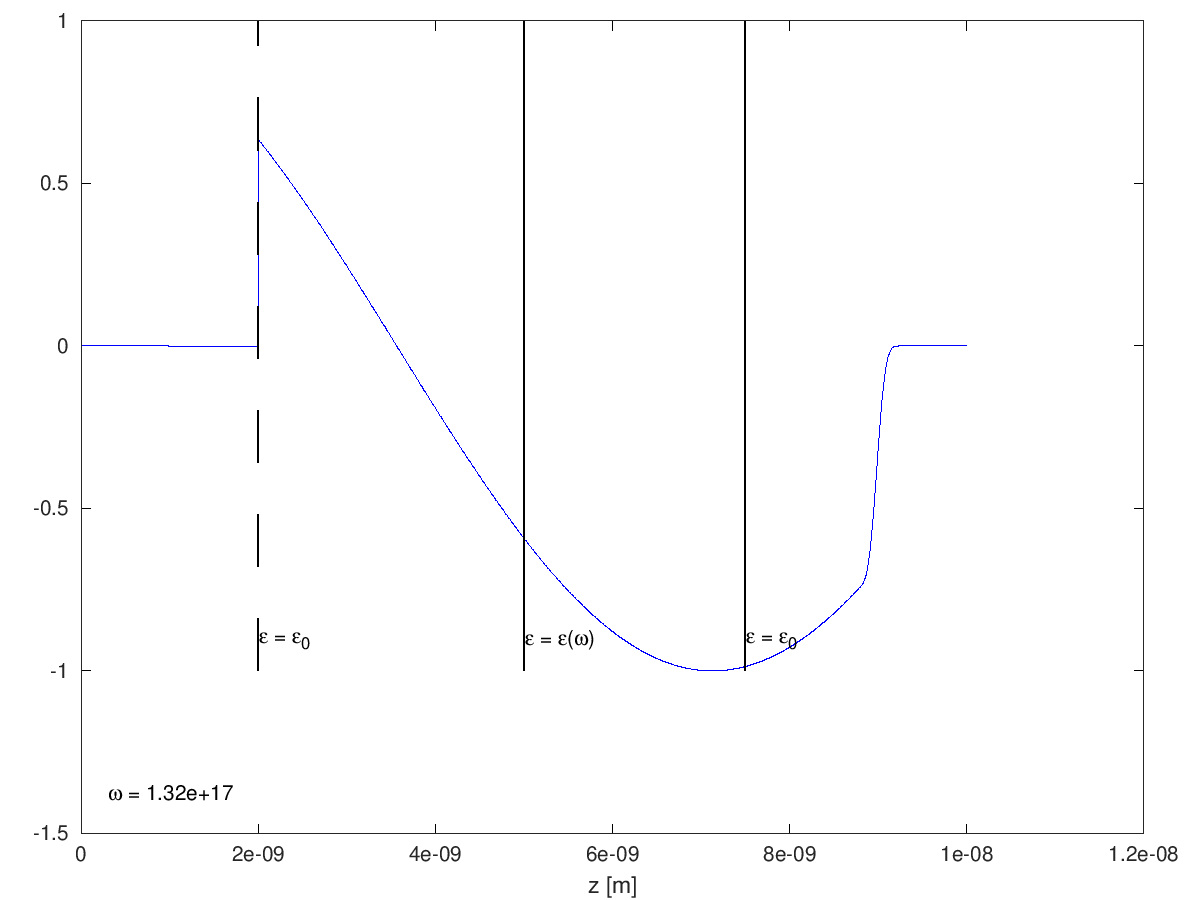 1
0.5
0
-0.5
-1
-1.5
ε = ε₀
ε = ε(ω)
ε = ε₀
ω = 1.32e+17
0
2e-09
4e-09
6e-09
8e-09
1e-08
1.2e-08
z [m]